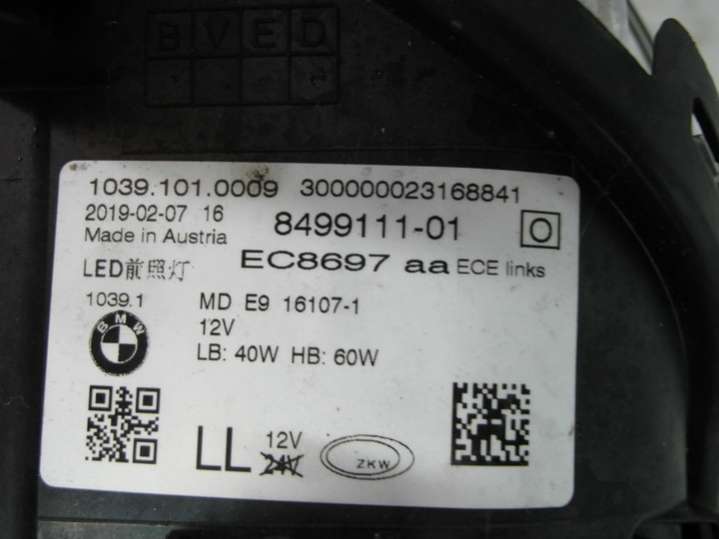 BVED
1039.101.0009 300000023168841
2019-02-07 16 8499111-01 O
Made in Austria
LED前照灯 EC8697 aa ECE links
1039.1 MD E9 16107-1
BMW 12V
LB: 40W HB: 60W
LL 12V 24V ZKW